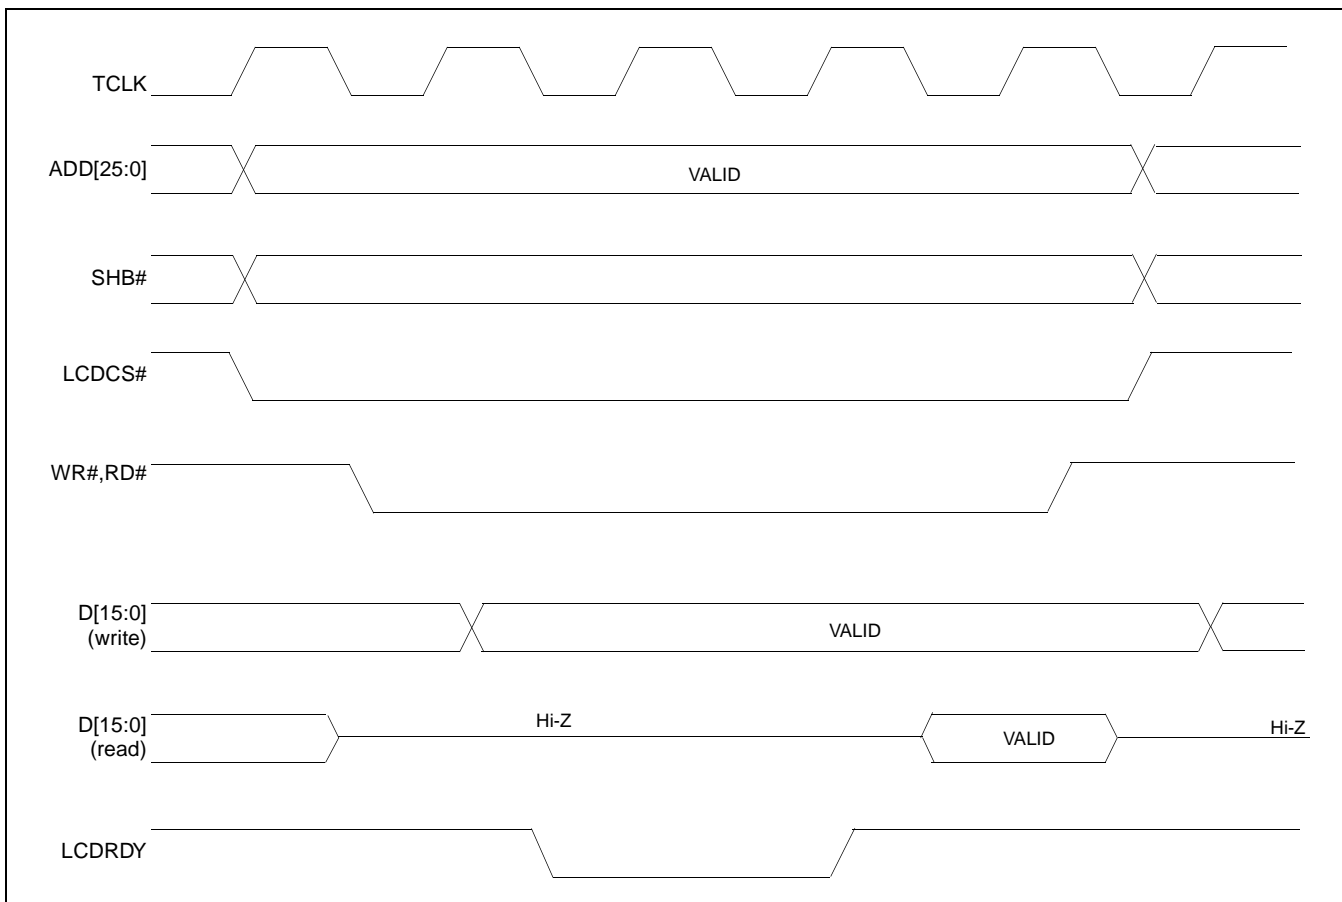 TCLK
ADD[25:0]
VALID
SHB#
LCDCS#
WR#,RD#
D[15:0]
(write)
VALID
D[15:0]
(read)
Hi-Z
VALID
Hi-Z
LCDRDY